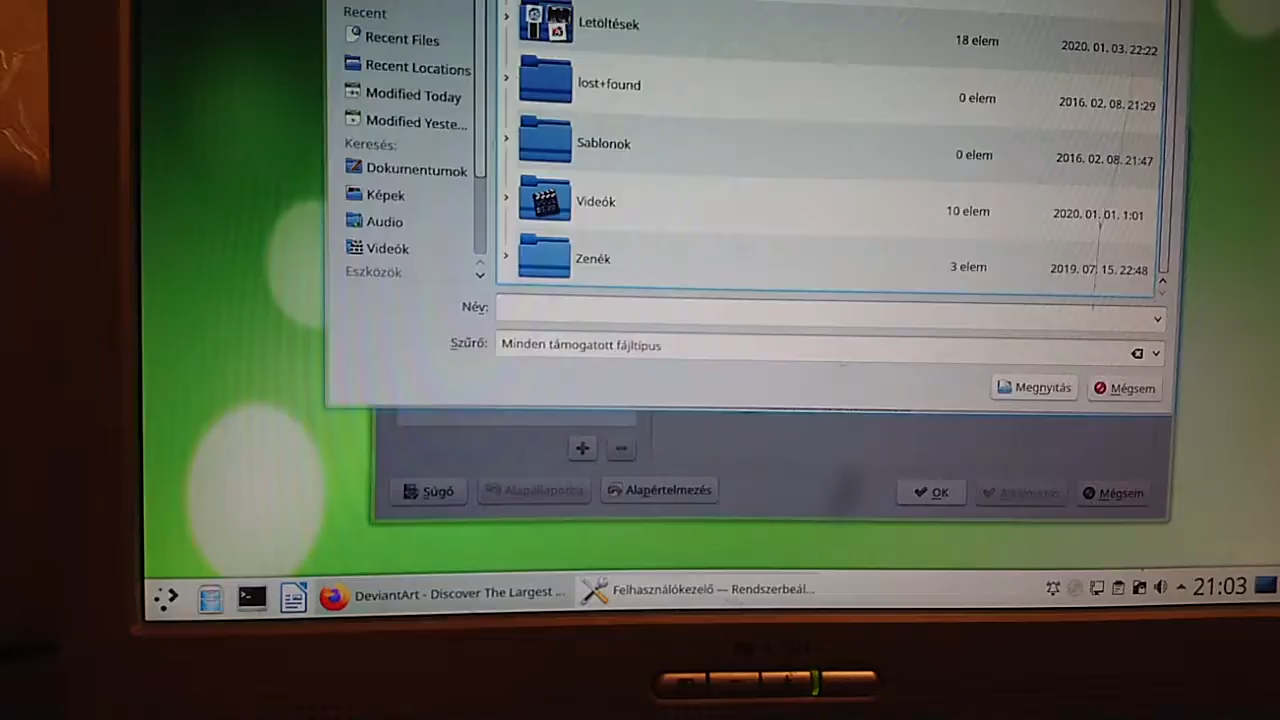 Recent
Recent Files
Recent Locations
Modified Today
Modified Yeste...
Keresés:
Dokumentumok
Képek
Audio
Videók
Eszközök
Letöltések 18 elem 2020. 01. 03. 22:22
lost+found 0 elem 2016. 02. 08. 21:29
Sablonok 0 elem 2016. 02. 08. 21:47
Videók 10 elem 2020. 01. 01. 1:01
Zenék 3 elem 2019. 07. 15. 22:48
Név:
Szűrő: Minden támogatott fájltípus
Megnyitás Mégsem
Súgó Alapállapotba Alapértelmezés OK Alkalmazás Mégsem
DeviantArt - Discover The Largest ... Felhasználókezelő — Rendszerbeál... 21:03